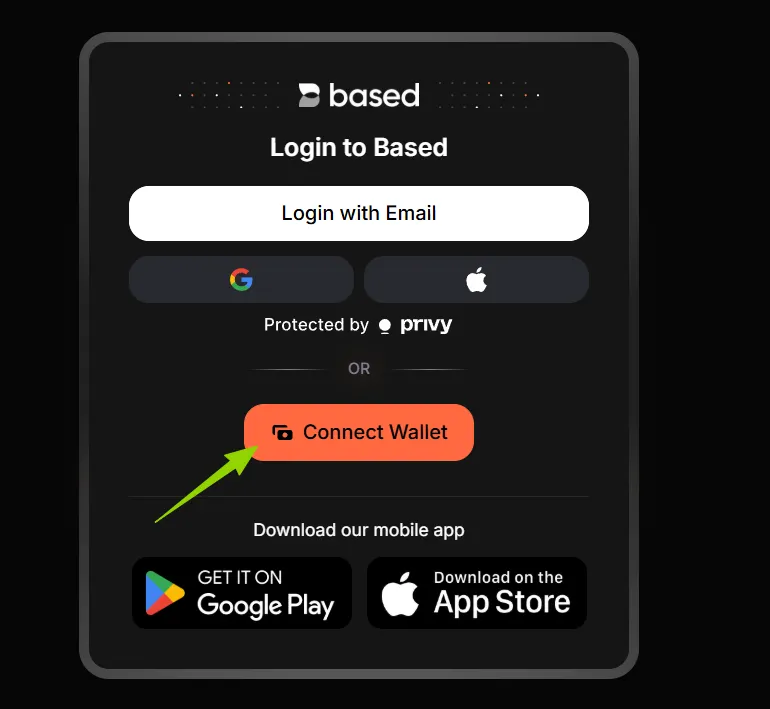 based
Login to Based
Login with Email
Protected by privy
OR
Connect Wallet
Download our mobile app
GET IT ON
Google Play
Download on the
App Store